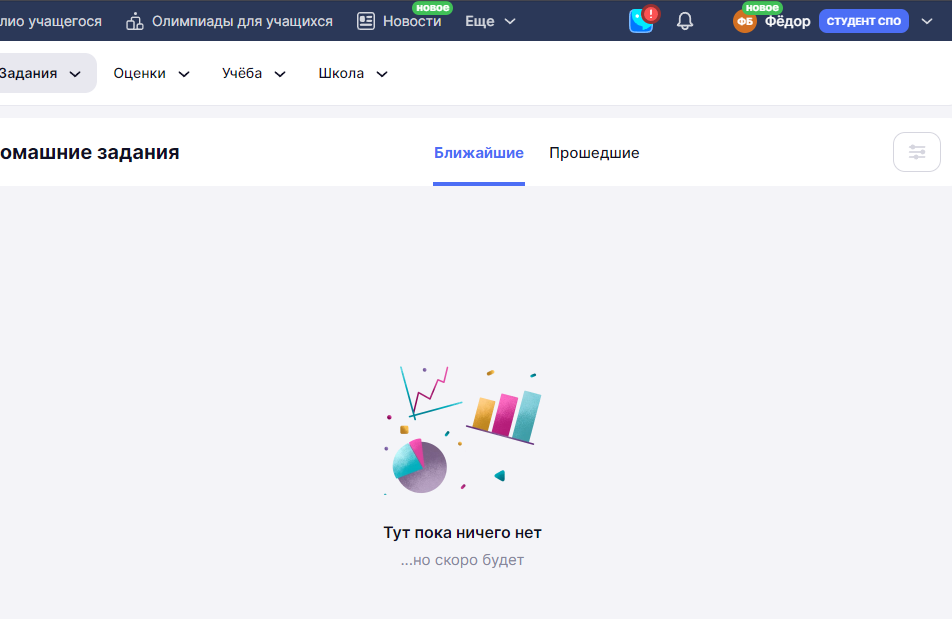 новое новое
лио учащегося Олимпиады для учащихся Новости Еще ! ФБ Фёдор СТУДЕНТ СПО
Задания Оценки Учёба Школа
омашние задания Ближайшие Прошедшие
Тут пока ничего нет
...но скоро будет